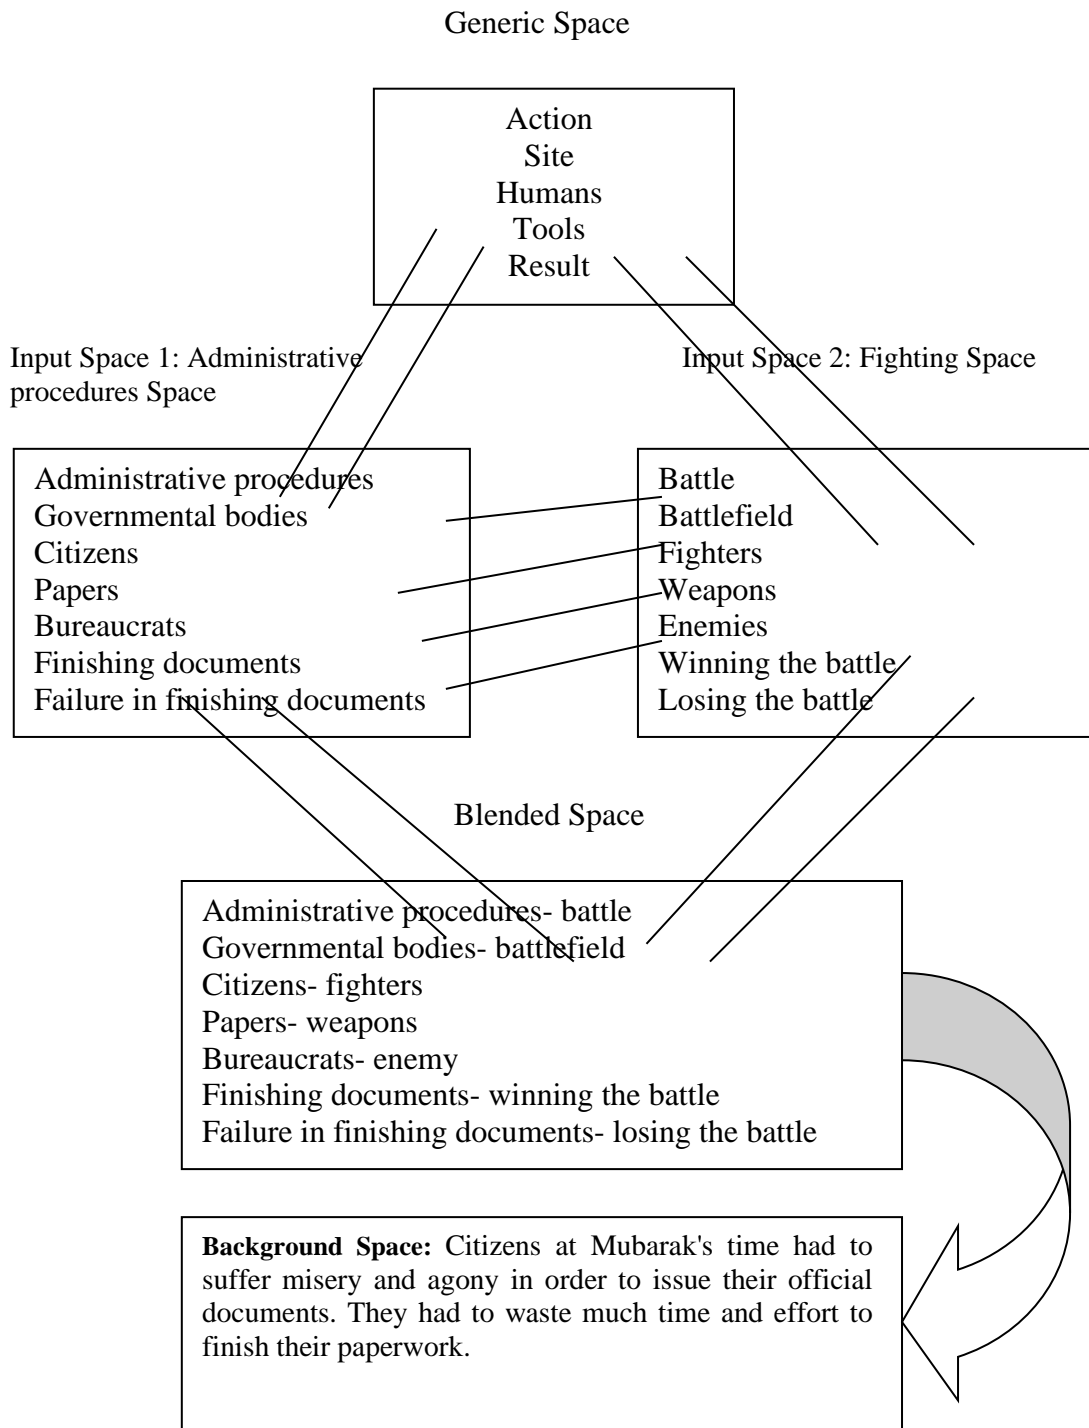 Generic Space
Action
Site
Humans
Tools
Result
Input Space 1: Administrative
procedures Space
Input Space 2: Fighting Space
Administrative procedures
Governmental bodies
Citizens
Papers
Bureaucrats
Finishing documents
Failure in finishing documents
Battle
Battlefield
Fighters
Weapons
Enemies
Winning the battle
Losing the battle
Blended Space
Administrative procedures- battle
Governmental bodies- battlefield
Citizens- fighters
Papers- weapons
Bureaucrats- enemy
Finishing documents- winning the battle
Failure in finishing documents- losing the battle
Background Space: Citizens at Mubarak's time had to
suffer misery and agony in order to issue their official
documents. They had to waste much time and effort to
finish their paperwork.